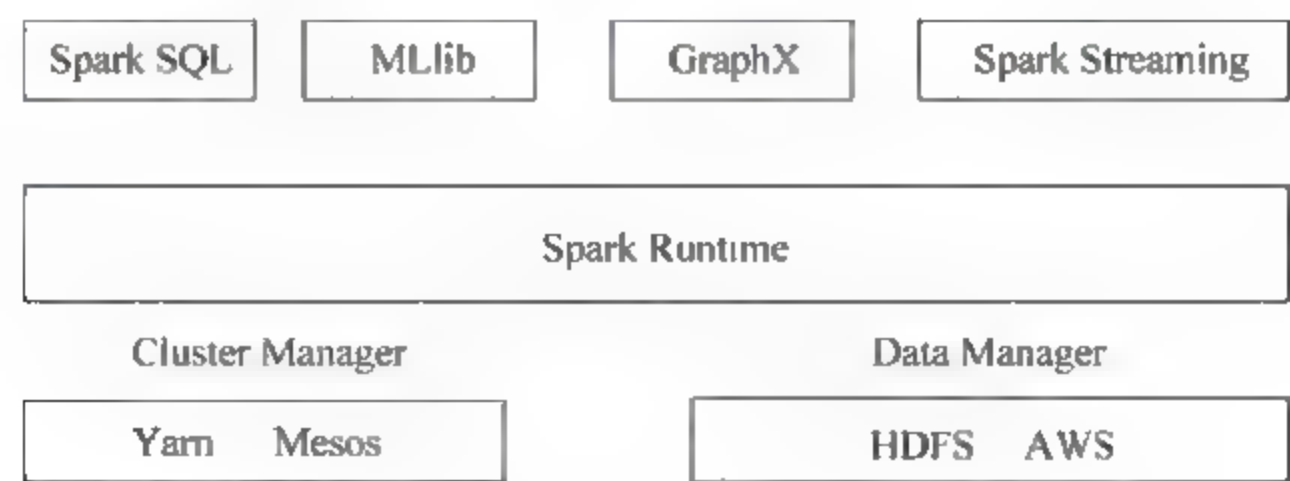 Spark SQL MLlib GraphX Spark Streaming
Spark Runtime
Cluster Manager Data Manager
Yarn Mesos HDFS AWS